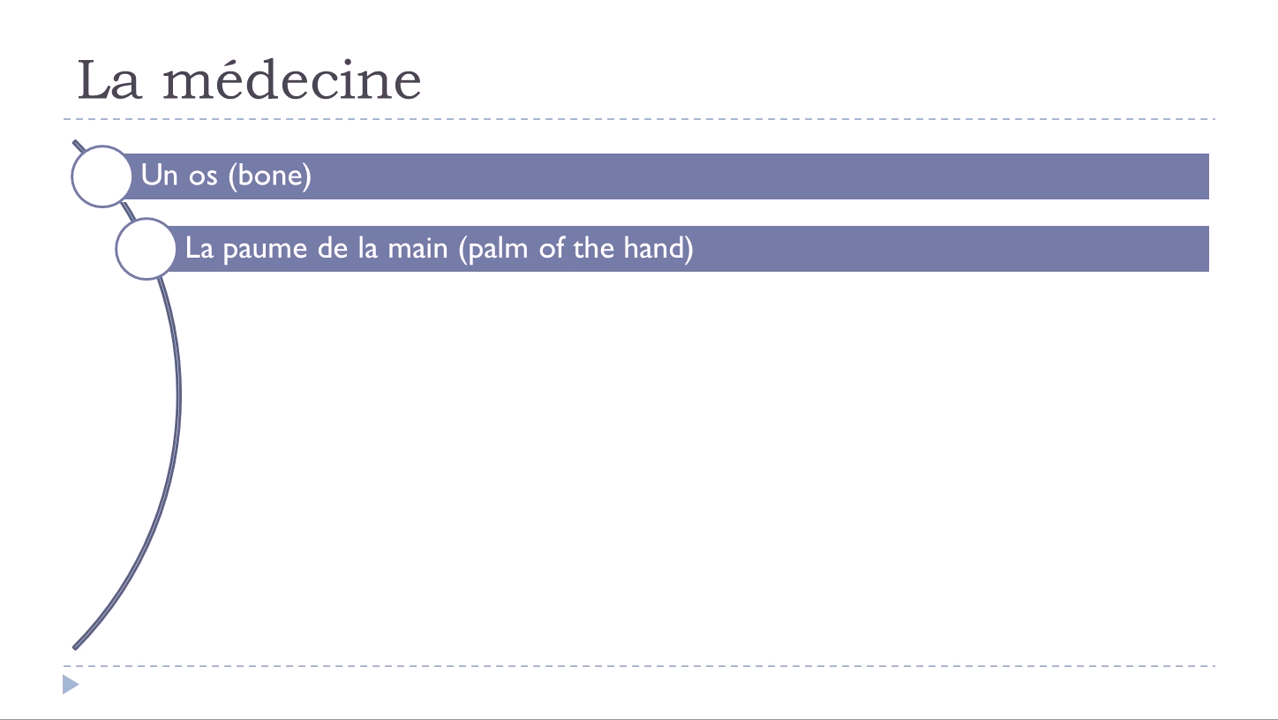 La médecine
Un os (bone)
La paume de la main (palm of the hand)